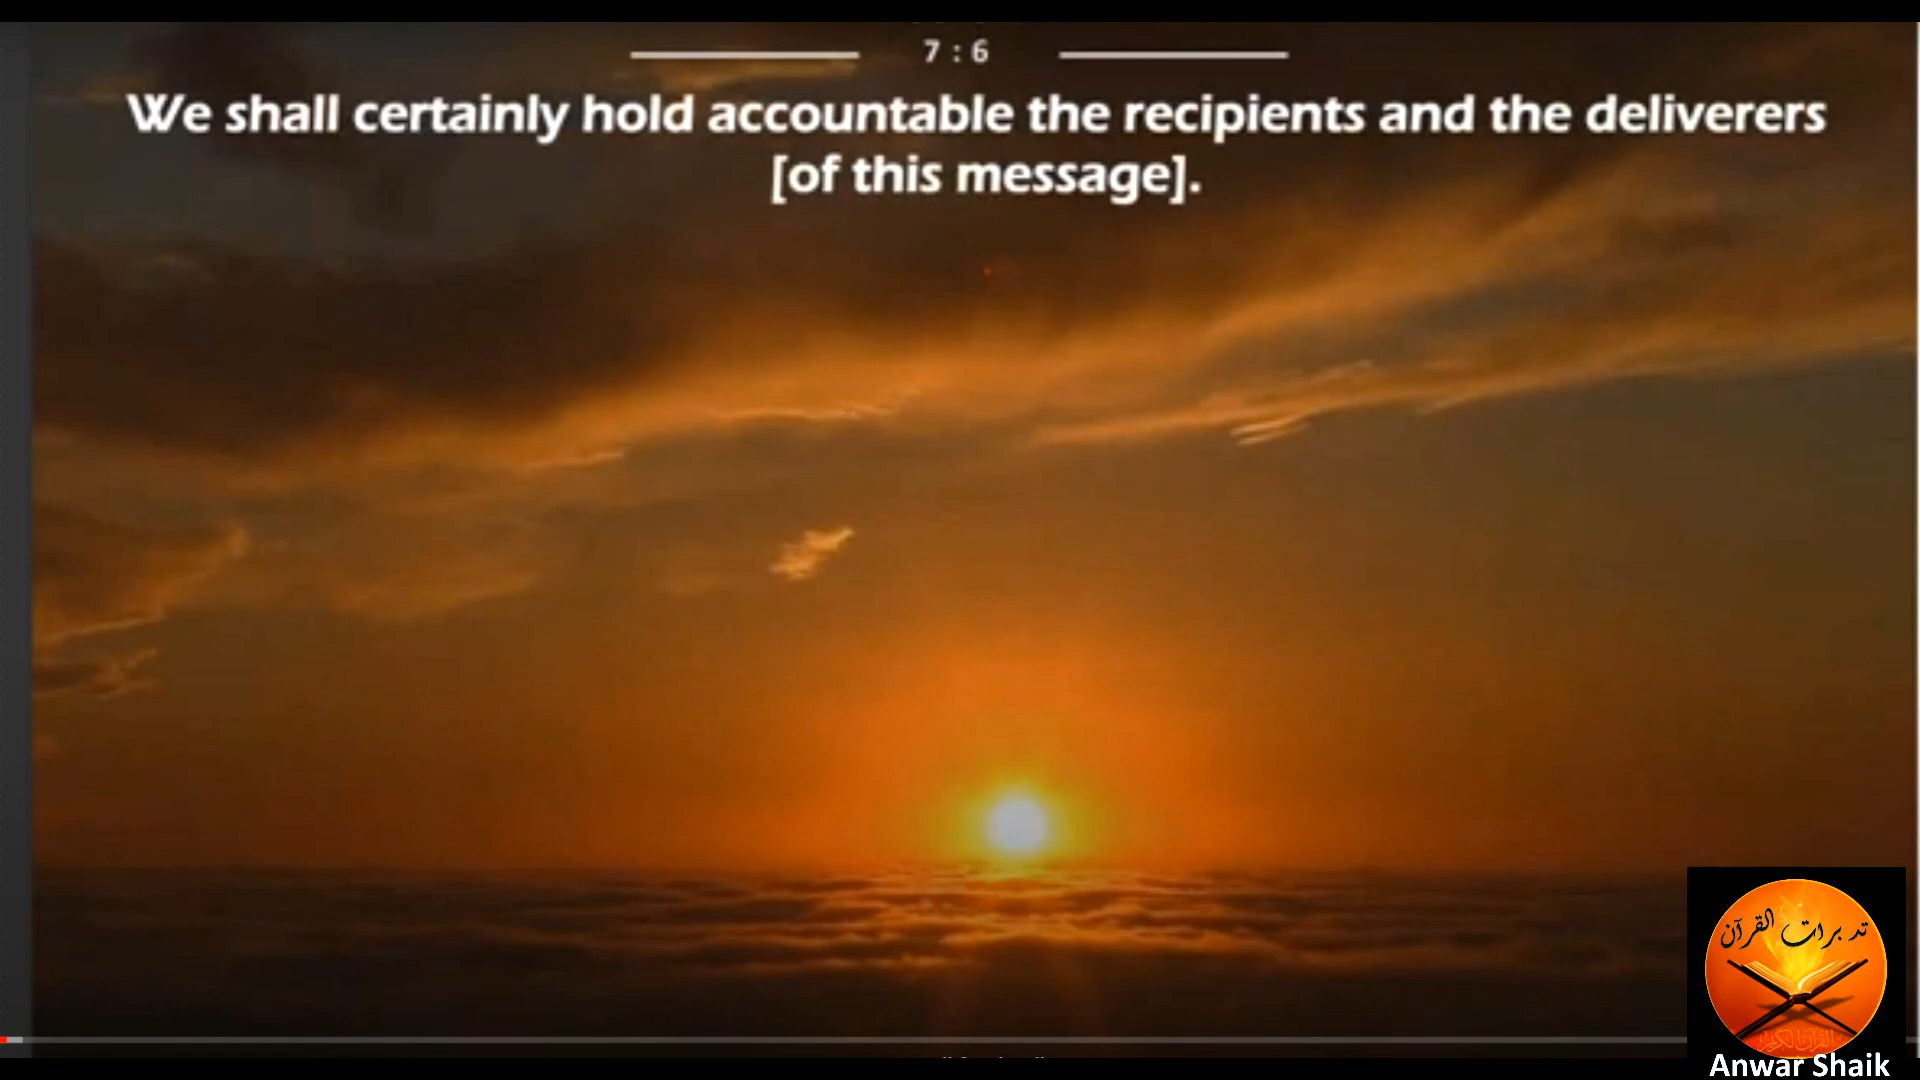 7 : 6
We shall certainly hold accountable the recipients and the deliverers
[of this message].
تدبرات القرآن
Anwar Shaik